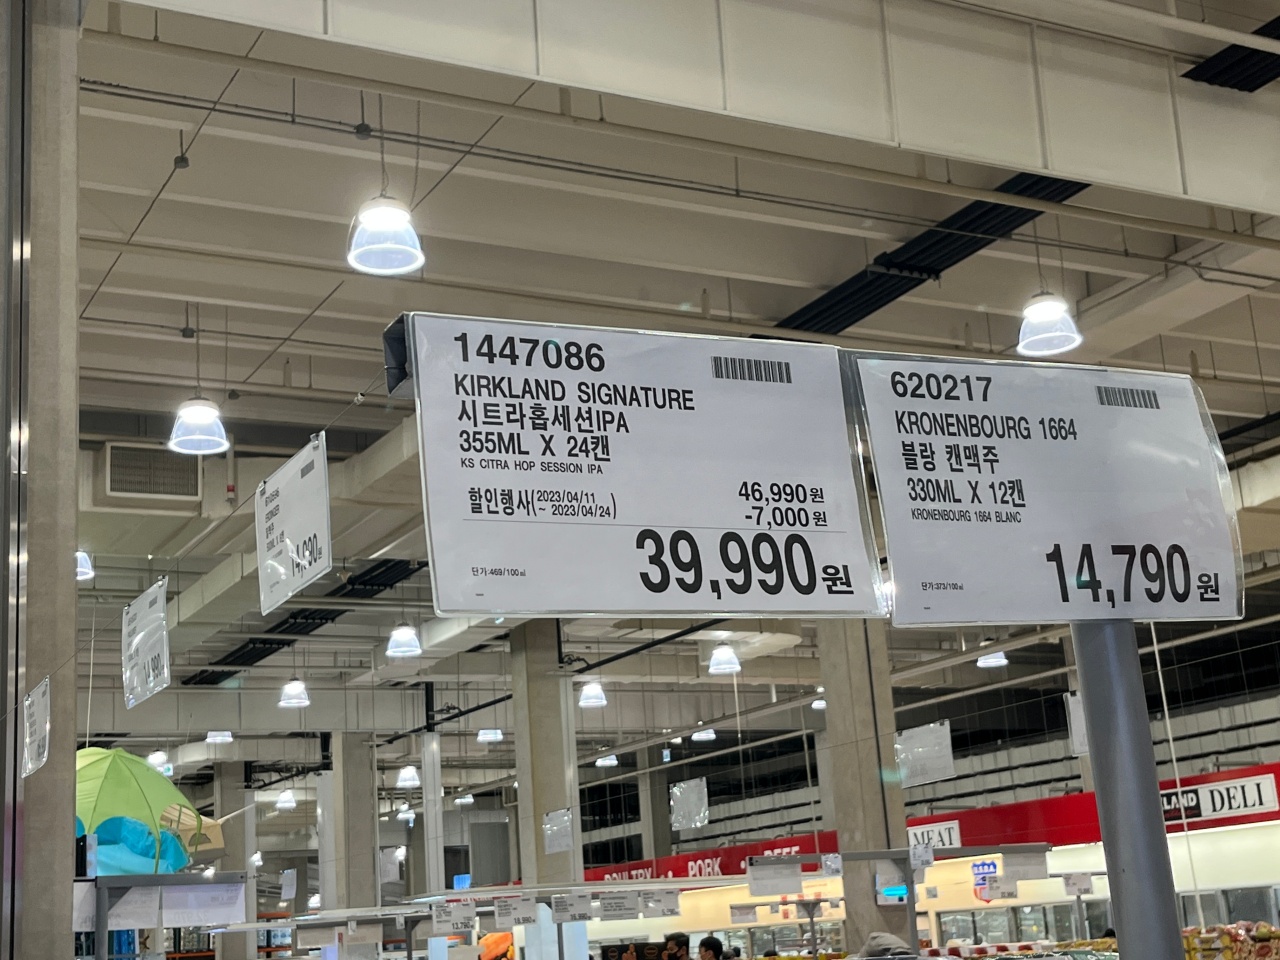 1447086
KIRKLAND SIGNATURE
시트라홉세션IPA
355ML X 24캔
KS CITRA HOP SESSION IPA
할인행사(2023/04/11
~ 2023/04/24)
46,990원
-7,000원
39,990원
단가:469/100㎖
620217
KRONENBOURG 1664
블랑 캔맥주
330ML X 12캔
KRONENBOURG 1664 BLANC
14,790원
단가:373/100㎖
POULTRY • PORK • BEEF
MEAT
DELI